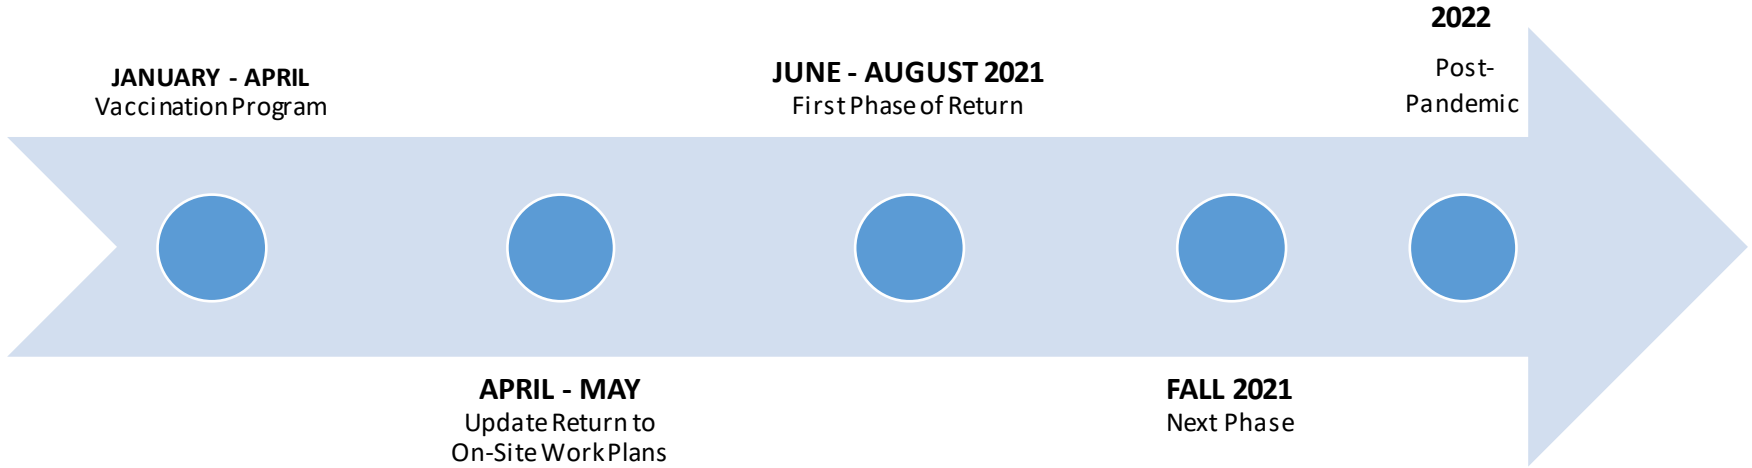 JANUARY - APRIL
Vaccination Program
APRIL - MAY
Update Return to
On-Site Work Plans
JUNE - AUGUST 2021
First Phase of Return
FALL 2021
Next Phase
2022
Post-
Pandemic